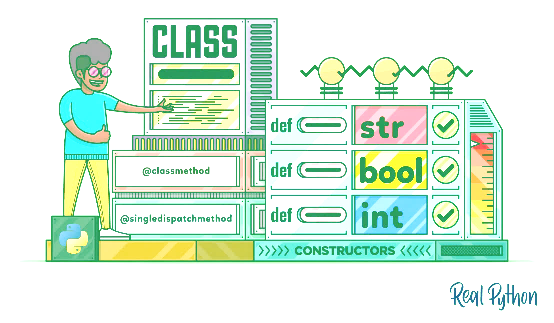 CLASS
def str
def bool
def int
@classmethod
@singledispatchmethod
CONSTRUCTORS
Real Python